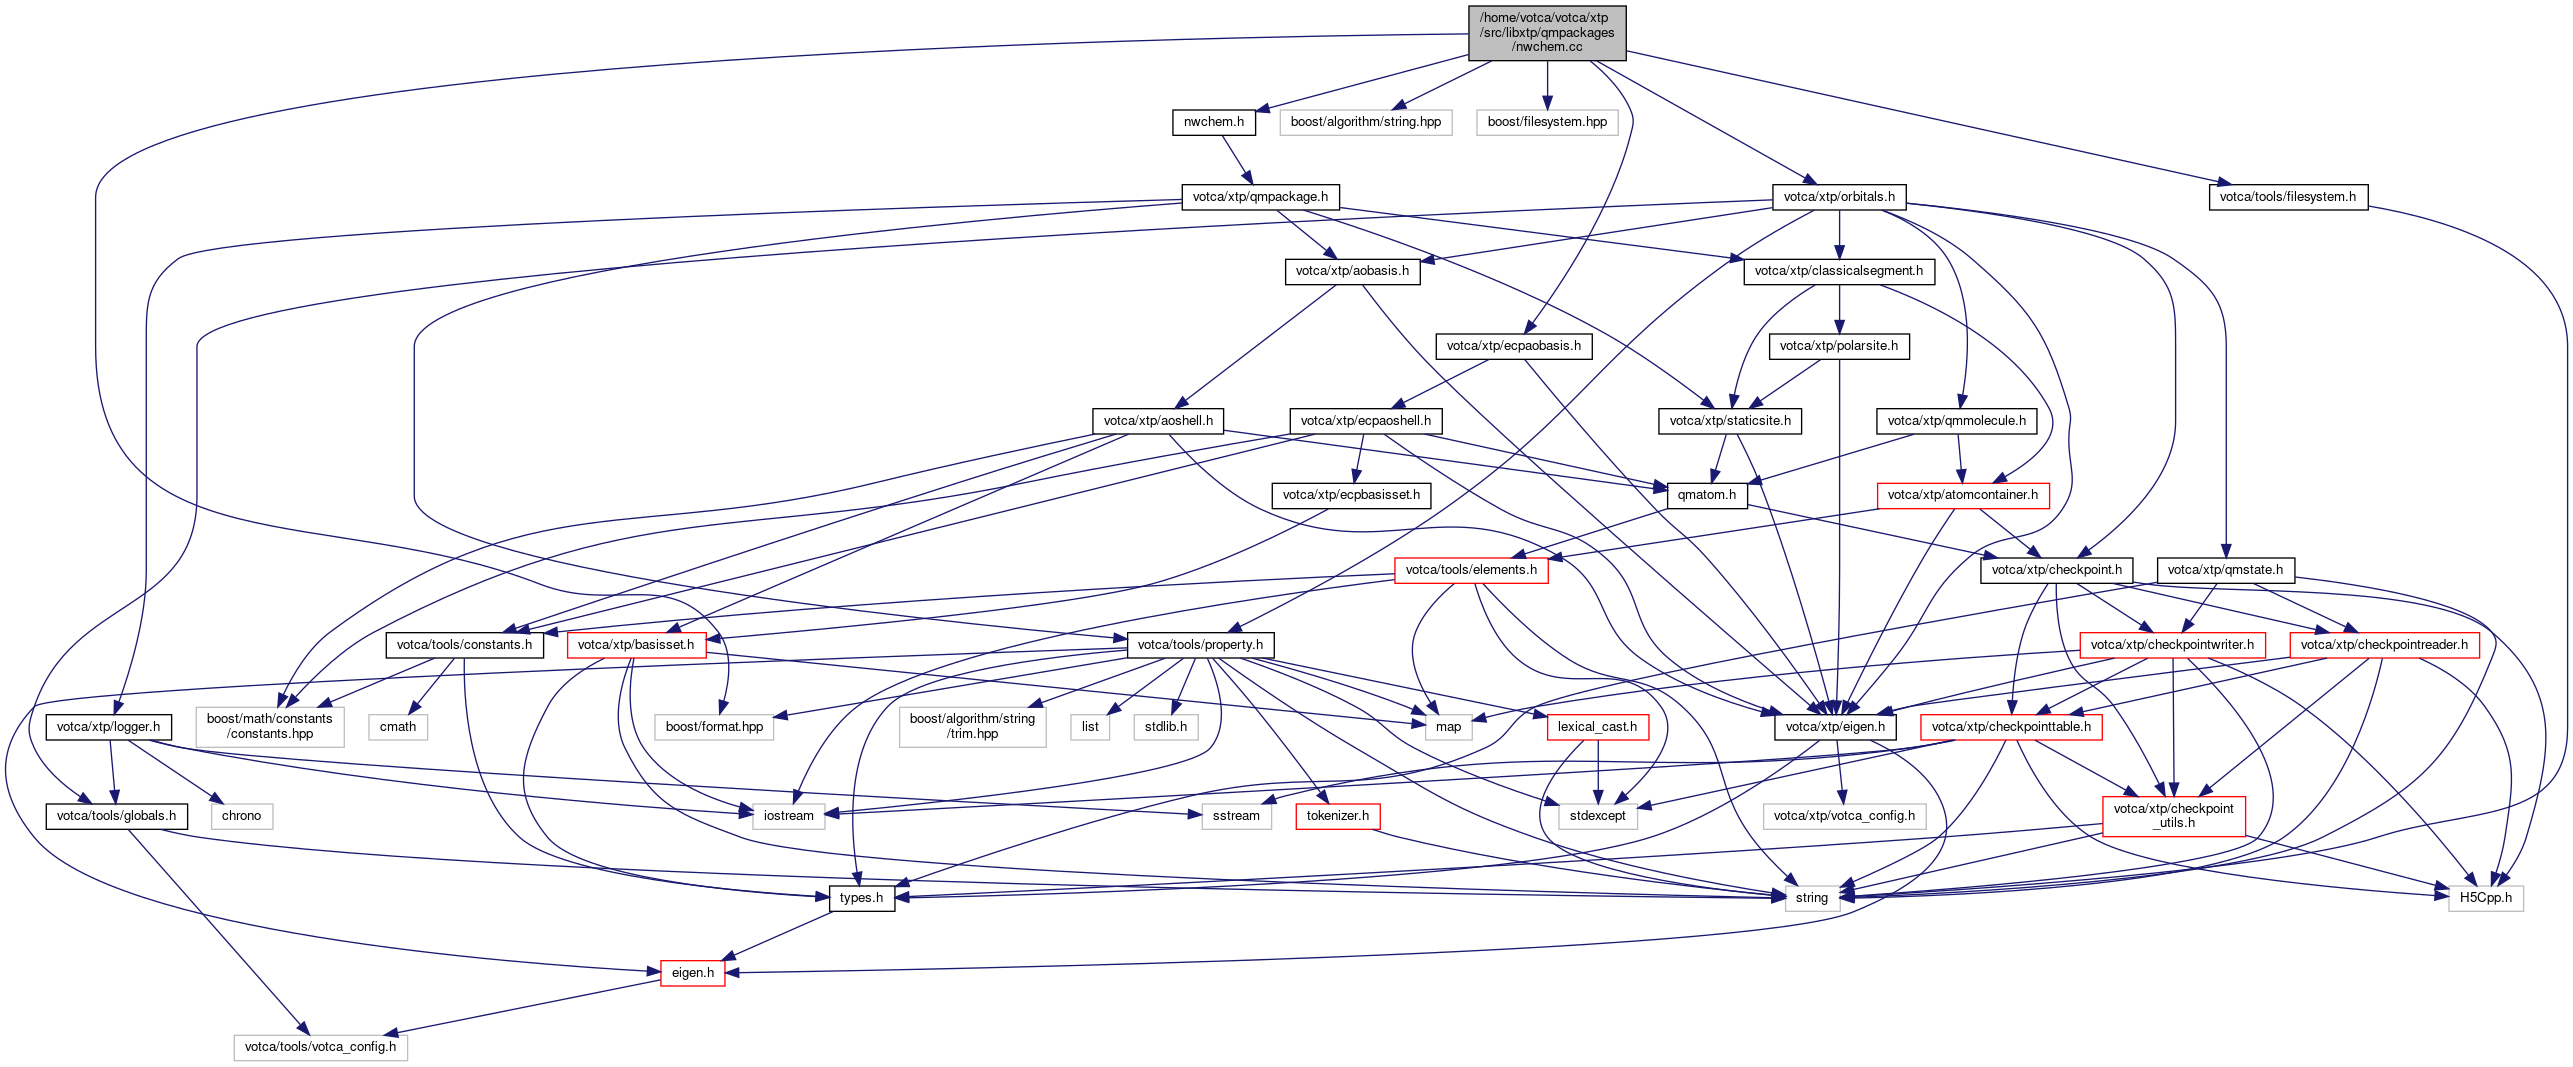 /home/votca/votca/xtp
/src/libxtp/qmpackages
/nwchem.cc
nwchem.h
boost/algorithm/string.hpp
boost/filesystem.hpp
votca/xtp/qmpackage.h
votca/xtp/orbitals.h
votca/tools/filesystem.h
votca/xtp/aobasis.h
votca/xtp/classicalsegment.h
votca/xtp/ecpaobasis.h
votca/xtp/polarsite.h
votca/xtp/aoshell.h
votca/xtp/ecpaoshell.h
votca/xtp/staticsite.h
votca/xtp/qmmolecule.h
votca/xtp/ecpbasisset.h
qmatom.h
votca/xtp/atomcontainer.h
votca/tools/elements.h
votca/xtp/checkpoint.h
votca/xtp/qmstate.h
votca/tools/constants.h
votca/xtp/basisset.h
votca/tools/property.h
votca/xtp/checkpointwriter.h
votca/xtp/checkpointreader.h
votca/xtp/logger.h
boost/math/constants
/constants.hpp
cmath
boost/format.hpp
boost/algorithm/string
/trim.hpp
list
stdlib.h
map
lexical_cast.h
votca/xtp/eigen.h
votca/xtp/checkpointtable.h
votca/tools/globals.h
chrono
iostream
sstream
tokenizer.h
stdexcept
votca/xtp/votca_config.h
votca/xtp/checkpoint
_utils.h
types.h
string
H5Cpp.h
eigen.h
votca/tools/votca_config.h